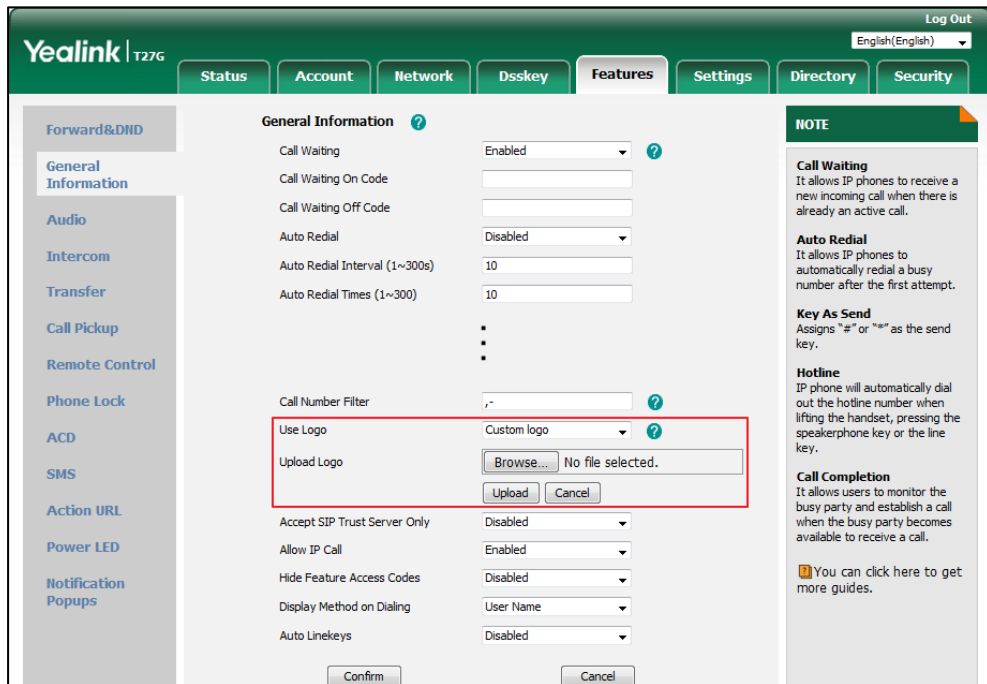 Log Out
Yealink T27G
English(English)
Status Account Network Dsskey Features Settings Directory Security
Forward&DND
General
Information
Audio
Intercom
Transfer
Call Pickup
Remote Control
Phone Lock
ACD
SMS
Action URL
Power LED
Notification
Popups
General Information ?
Call Waiting Enabled ?
Call Waiting On Code
Call Waiting Off Code
Auto Redial Disabled
Auto Redial Interval (1~300s) 10
Auto Redial Times (1~300) 10
Call Number Filter ,- ?
Use Logo Custom logo ?
Upload Logo Browse... No file selected.
Upload Cancel
Accept SIP Trust Server Only Disabled
Allow IP Call Enabled
Hide Feature Access Codes Disabled
Display Method on Dialing User Name
Auto Linekeys Disabled
Confirm Cancel
NOTE
Call Waiting
It allows IP phones to receive a
new incoming call when there is
already an active call.
Auto Redial
It allows IP phones to
automatically redial a busy
number after the first attempt.
Key As Send
Assigns "#" or "*" as the send
key.
Hotline
IP phone will automatically dial
out the hotline number when
lifting the handset, pressing the
speakerphone key or the line
key.
Call Completion
It allows users to monitor the
busy party and establish a call
when the busy party becomes
available to receive a call.
? You can click here to get
more guides.